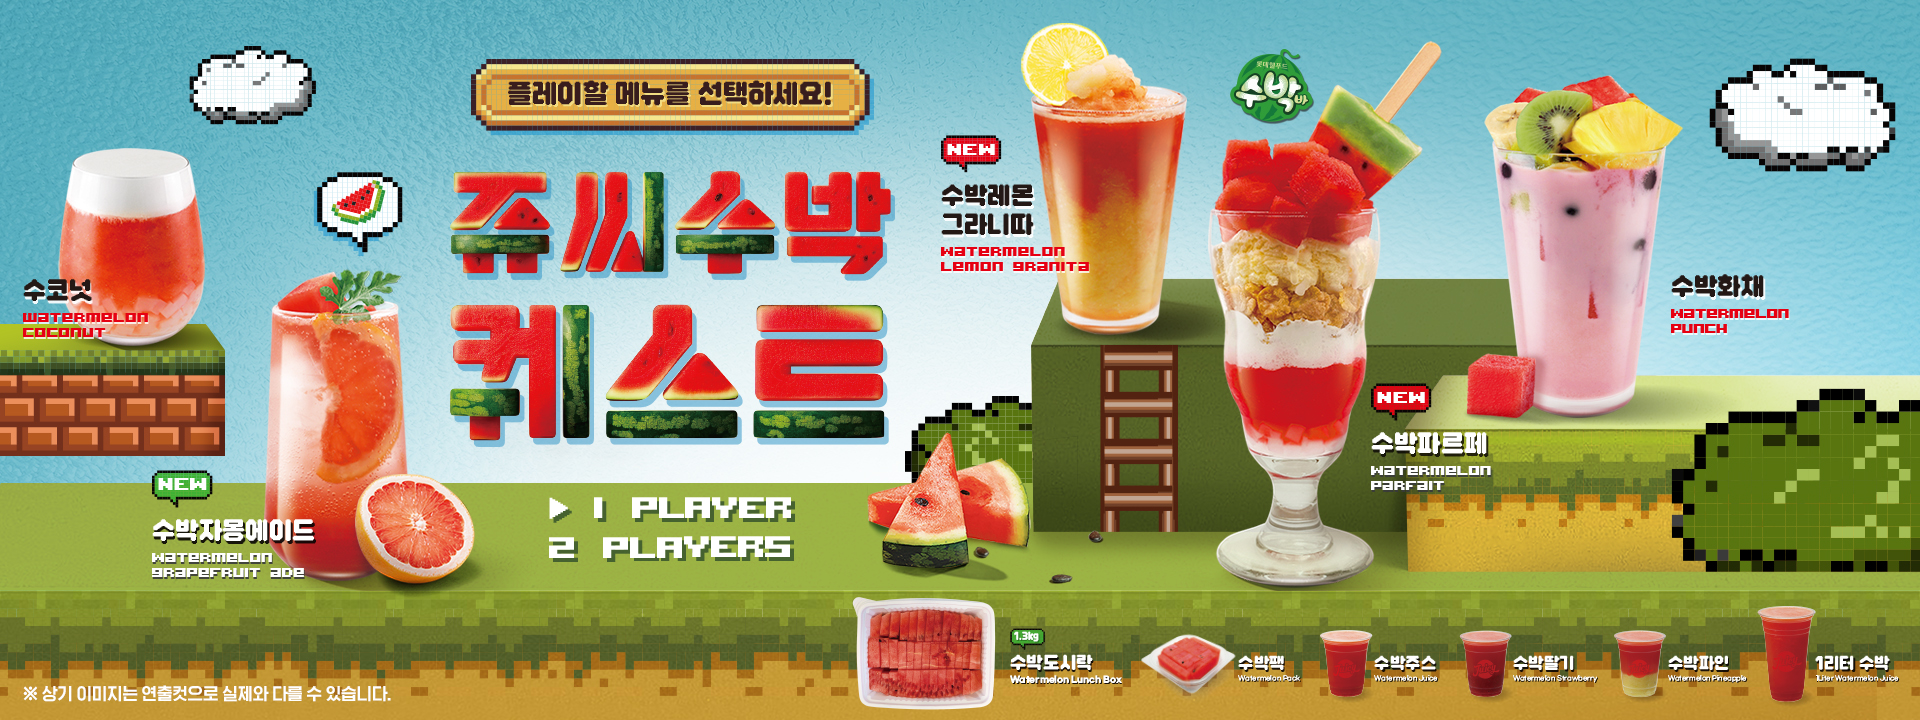 플레이할 메뉴를 선택하세요!
쥬씨수박
퀘스트
▶ 1 PLAYER
2 PLAYERS
수코넛
WATERMELON
COCONUT
NEW
수박자몽에이드
WATERMELON
GRAPEFRUIT ADE
NEW
수박레몬
그라니따
WATERMELON
LEMON GRANITA
롯데웰푸드
수박바
NEW
수박파르페
WATERMELON
PARFAIT
수박화채
WATERMELON
PUNCH
1.3kg
수박도시락
Watermelon Lunch Box
수박팩
Watermelon Pack
수박주스
Watermelon Juice
수박딸기
Watermelon Strawberry
수박파인
Watermelon Pineapple
1리터 수박
1Liter Watermelon Juice
※ 상기 이미지는 연출컷으로 실제와 다를 수 있습니다.